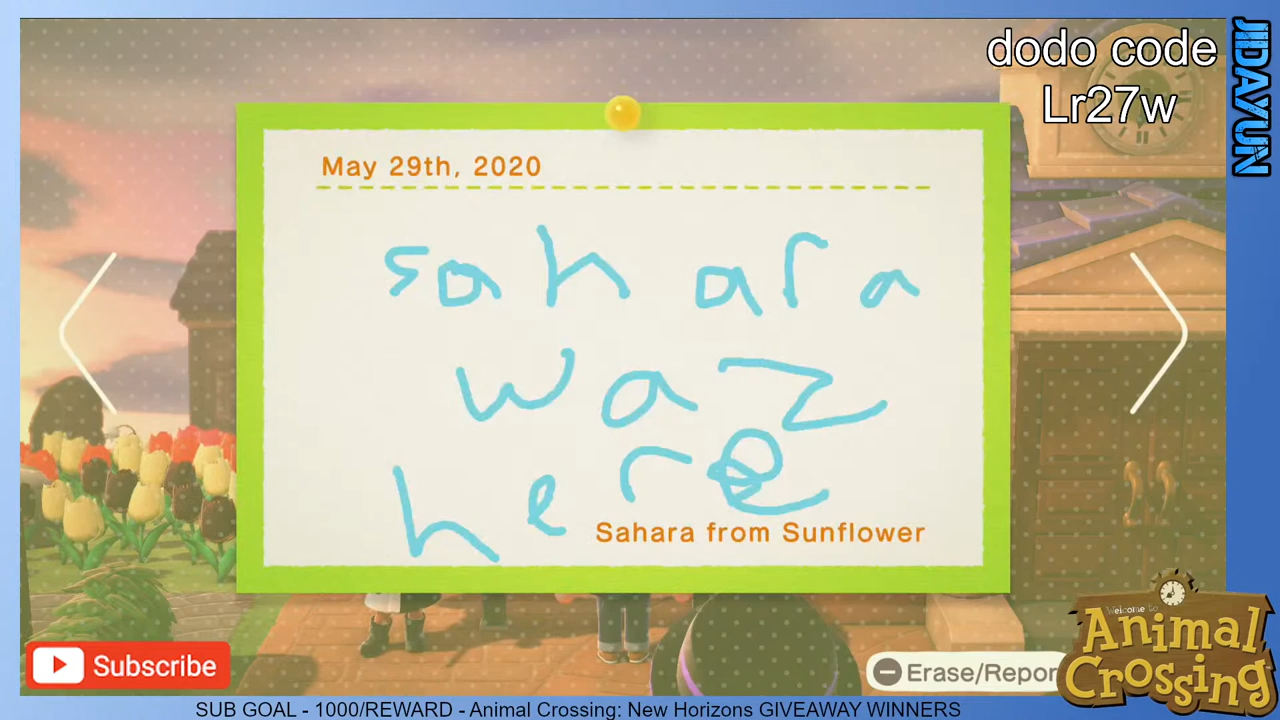 dodo code
Lr27w
JIDAVUN
May 29th, 2020
sahara
waz
here
Sahara from Sunflower
Subscribe
Erase/Repor
Welcome to
Animal
Crossing
SUB GOAL - 1000/REWARD - Animal Crossing: New Horizons GIVEAWAY WINNERS